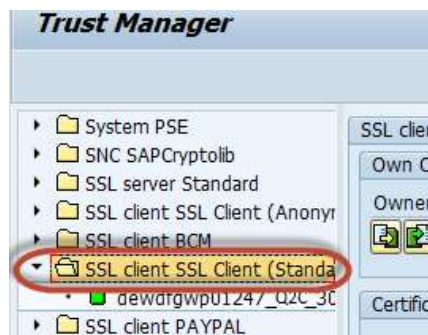 Trust Manager
System PSE
SNC SAPCryptolib
SSL server Standard
SSL client SSL Client (Anonyr
SSL client BCM
SSL client SSL Client (Standa
dewdfgwp01247_Q2C_30
SSL client PAYPAL
SSL clie
Own C
Owner
Certific